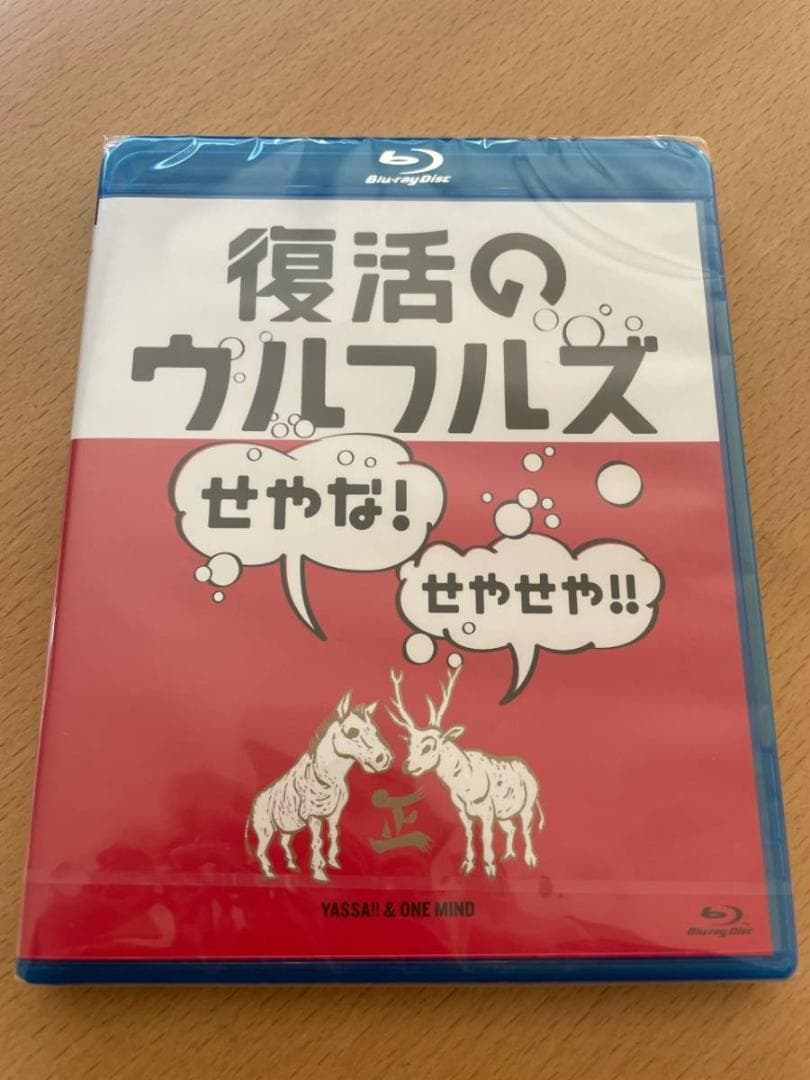 Blu-ray Disc
復活の
ウルフルズ
せやな!
せやせや!!
正
YASSA!! & ONE MIND
Blu-ray Disc